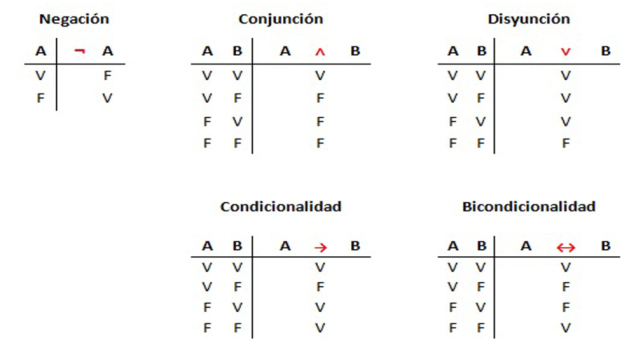 Negación
A ¬ A
V F
F V
Conjunción
A B A ∧ B
V V V
V F F
F V F
F F F
Disyunción
A B A ∨ B
V V V
V F V
F V V
F F F
Condicionalidad
A B A → B
V V V
V F F
F V V
F F V
Bicondicionalidad
A B A ↔ B
V V V
V F F
F V F
F F V